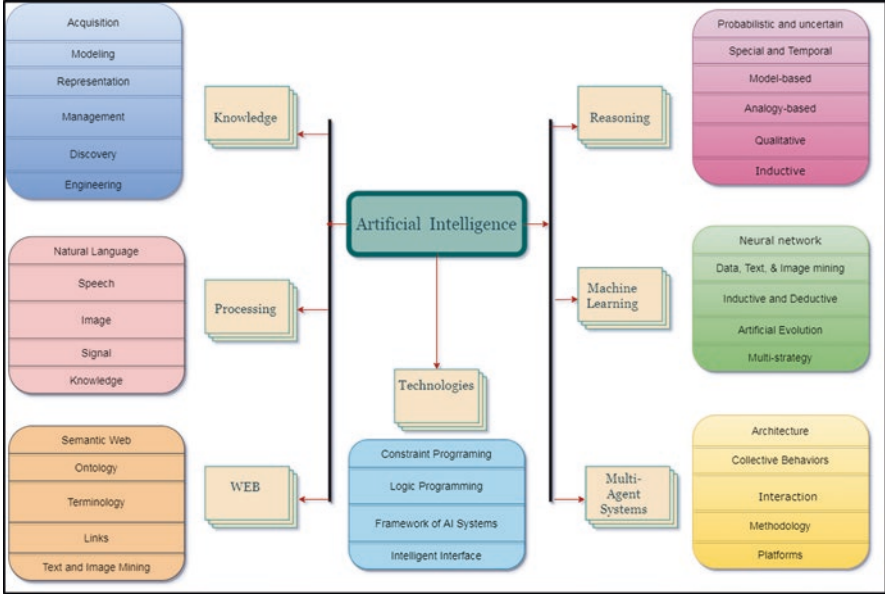 Acquisition
Modeling
Representation
Management
Discovery
Engineering
Knowledge
Natural Language
Speech
Image
Signal
Knowledge
Processing
Semantic Web
Ontology
Terminology
Links
Text and Image Mining
WEB
Artificial Intelligence
Technologies
Constraint Programing
Logic Programming
Framework of AI Systems
Intelligent Interface
Reasoning
Probabilistic and uncertain
Special and Temporal
Model-based
Analogy-based
Qualitative
Inductive
Machine
Learning
Neural network
Data, Text, & Image mining
Inductive and Deductive
Artificial Evolution
Multi-strategy
Multi-
Agent
Systems
Architecture
Collective Behaviors
Interaction
Methodology
Platforms